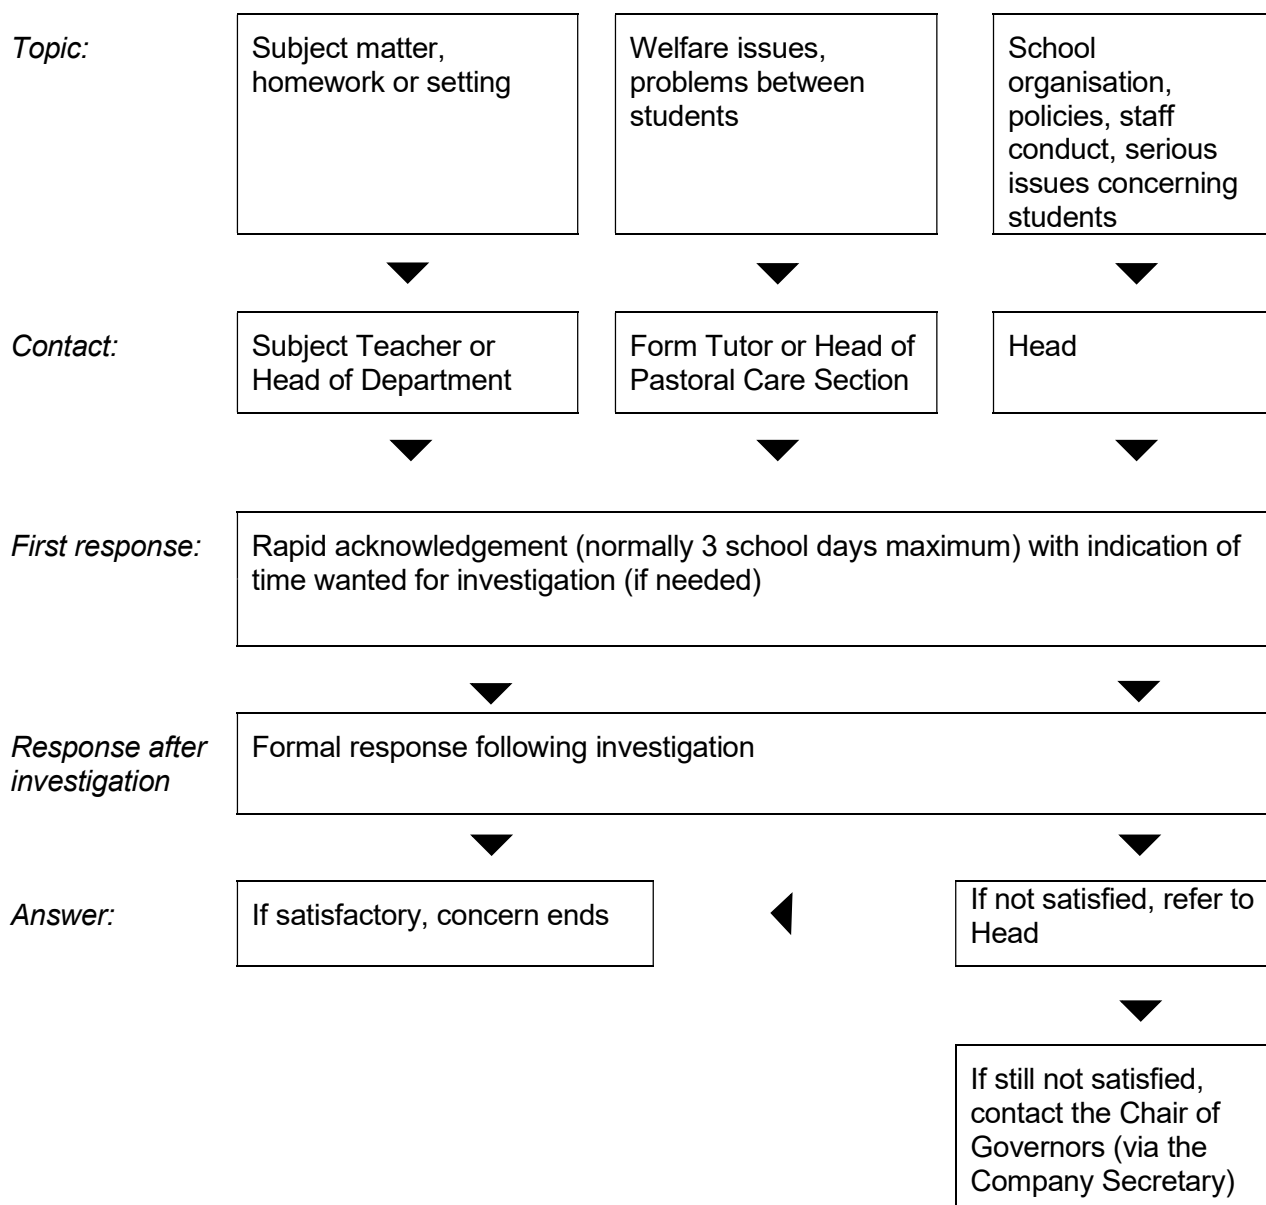 Topic:
Subject matter,
homework or setting
Welfare issues,
problems between
students
School
organisation,
policies, staff
conduct, serious
issues concerning
students
Contact:
Subject Teacher or
Head of Department
Form Tutor or Head of
Pastoral Care Section
Head
First response:
Rapid acknowledgement (normally 3 school days maximum) with indication of
time wanted for investigation (if needed)
Response after
investigation
Formal response following investigation
Answer:
If satisfactory, concern ends
If not satisfied, refer to
Head
If still not satisfied,
contact the Chair of
Governors (via the
Company Secretary)